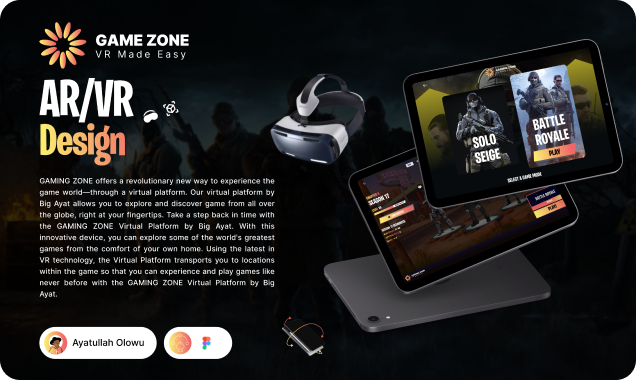 GAME ZONE
VR Made Easy
AR/VR
Design
GAMING ZONE offers a revolutionary new way to experience the
game world—through a virtual platform. Our virtual platform by
Big Ayat allows you to explore and discover game from all over
the globe, right at your fingertips. Take a step back in time with
the GAMING ZONE Virtual Platform by Big Ayat. With this
innovative device, you can explore some of the world's greatest
games from the comfort of your own home. Using the latest in
VR technology, the Virtual Platform transports you to locations
within the game so that you can experience and play games like
never before with the GAMING ZONE Virtual Platform by Big
Ayat.
Ayatullah Olowu
SOLO
SEIGE
BATTLE
ROYALE
PLAY
SELECT A GAME MODE
SEASON 17
BATTLE ROYALE
PLAY